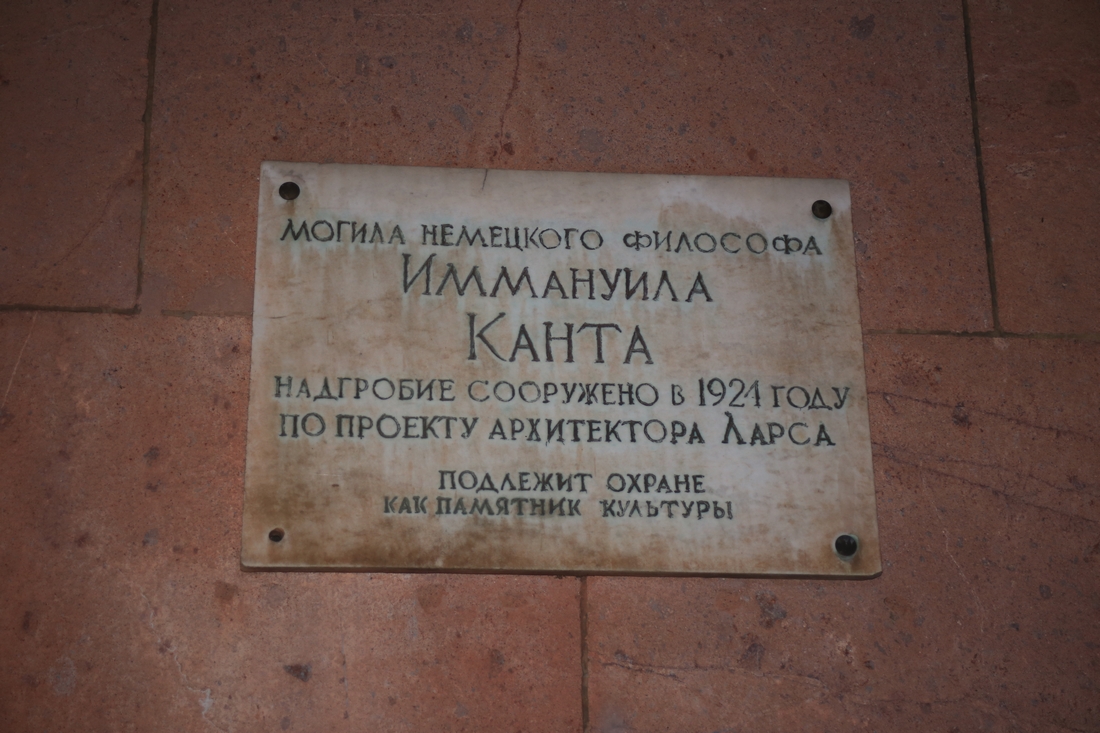 МОГИЛА НЕМЕЦКОГО ФИЛОСОФА
ИММАНУИЛА
КАНТА
НАДГРОБИЕ СООРУЖЕНО В 1924 ГОДУ
ПО ПРОЕКТУ АРХИТЕКТОРА ЛАРСА
ПОДЛЕЖИТ ОХРАНЕ
КАК ПАМЯТНИК КУЛЬТУРЫ